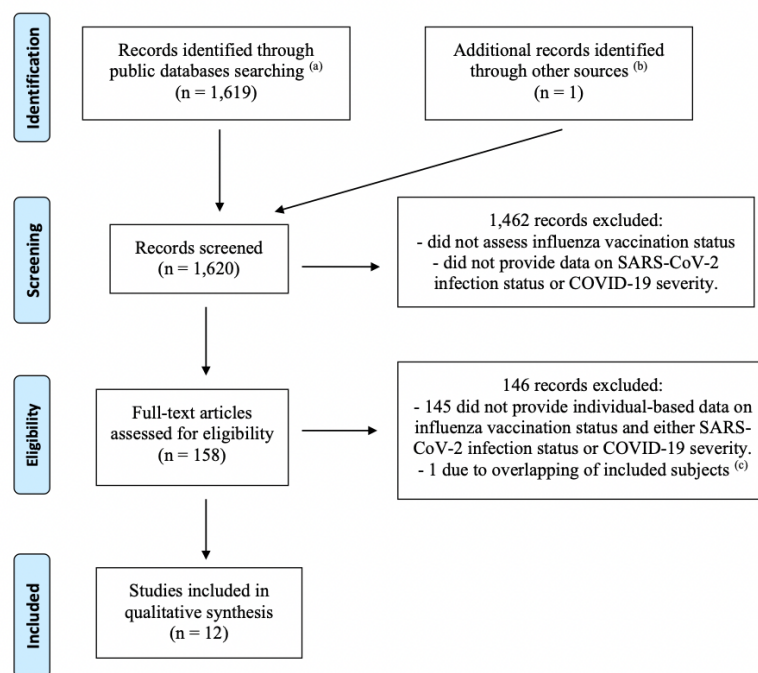 Identification
Records identified through
public databases searching (a)
(n = 1,619)
Additional records identified
through other sources (b)
(n = 1)
Screening
Records screened
(n = 1,620)
1,462 records excluded:
- did not assess influenza vaccination status
- did not provide data on SARS-CoV-2
infection status or COVID-19 severity.
Eligibility
Full-text articles
assessed for eligibility
(n = 158)
146 records excluded:
- 145 did not provide individual-based data on
influenza vaccination status and either SARS-
CoV-2 infection status or COVID-19 severity.
- 1 due to overlapping of included subjects (c)
Included
Studies included in
qualitative synthesis
(n = 12)